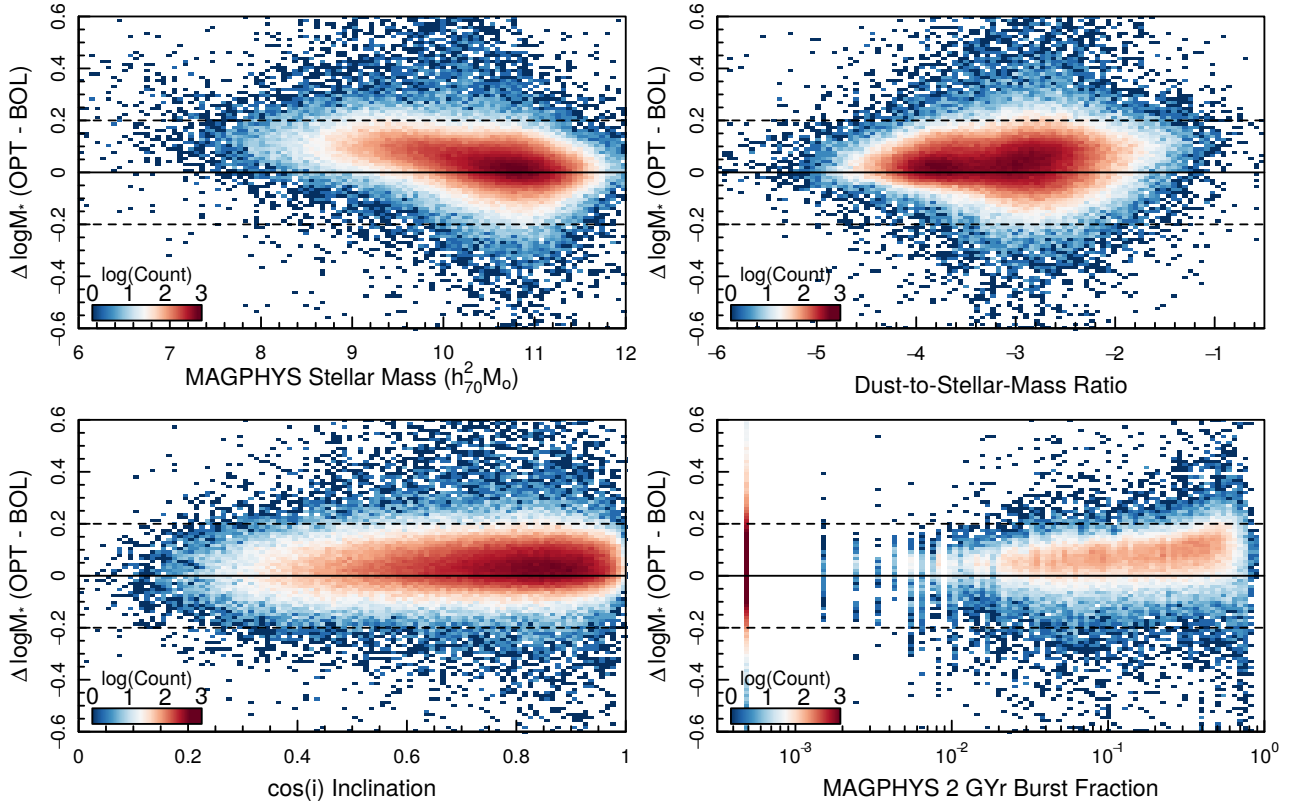 0.6
0.4
0.2
0
−0.2
−0.4
−0.6
Δ logM* (OPT - BOL)
log(Count)
0 1 2 3
6 7 8 9 10 11 12
MAGPHYS Stellar Mass (h²₇₀Mₒ)
0.6
0.4
0.2
0
−0.2
−0.4
−0.6
Δ logM* (OPT - BOL)
log(Count)
0 1 2 3
−6 −5 −4 −3 −2 −1
Dust-to-Stellar-Mass Ratio
0.6
0.4
0.2
0
−0.2
−0.4
−0.6
Δ logM* (OPT - BOL)
log(Count)
0 1 2 3
0 0.2 0.4 0.6 0.8 1
cos(i) Inclination
0.6
0.4
0.2
0
−0.2
−0.4
−0.6
Δ logM* (OPT - BOL)
log(Count)
0 1 2 3
10⁻³ 10⁻² 10⁻¹ 10⁰
MAGPHYS 2 GYr Burst Fraction